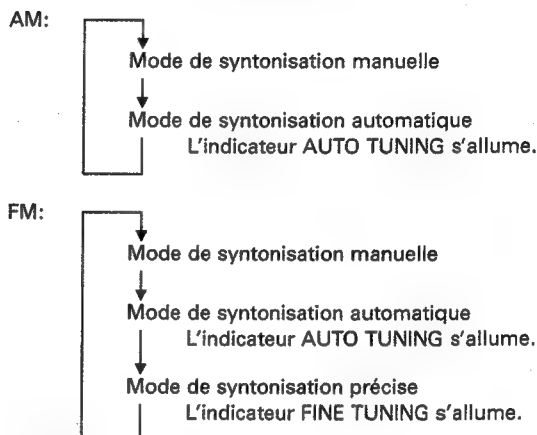 AM:
Mode de syntonisation manuelle
Mode de syntonisation automatique
L'indicateur AUTO TUNING s'allume.
FM:
Mode de syntonisation manuelle
Mode de syntonisation automatique
L'indicateur AUTO TUNING s'allume.
Mode de syntonisation précise
L'indicateur FINE TUNING s'allume.